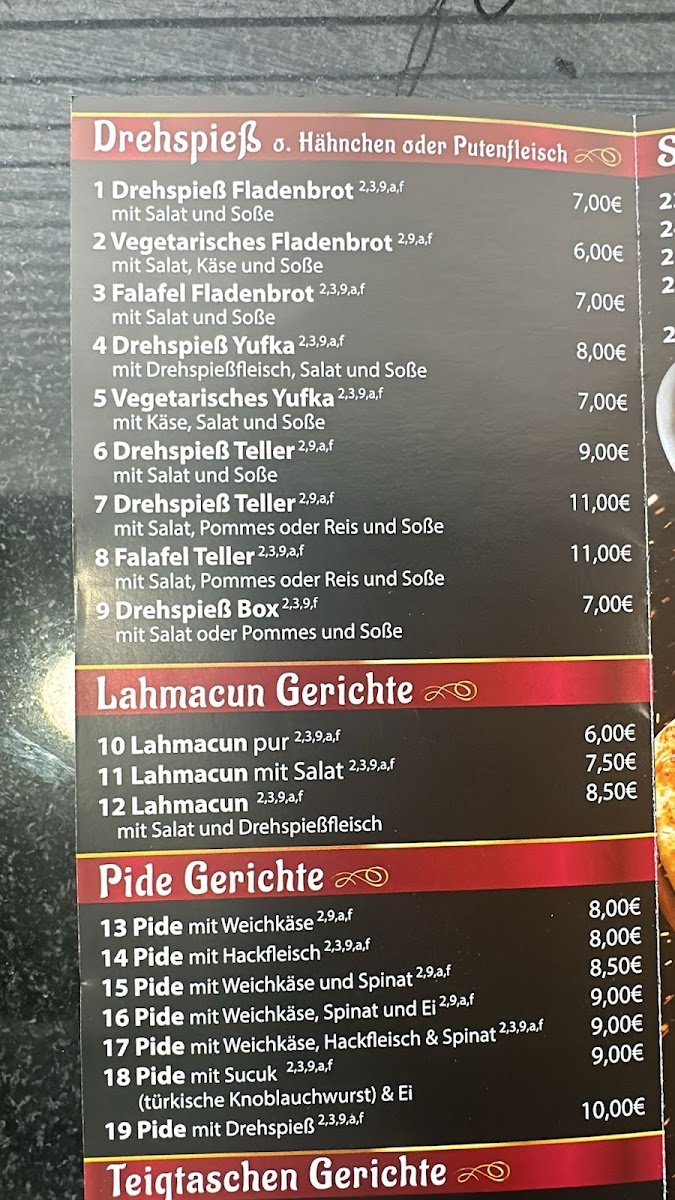 Drehspieß o. Hähnchen oder Putenfleisch
1 Drehspieß Fladenbrot 2,3,9,a,f 7,00€
mit Salat und Soße
2 Vegetarisches Fladenbrot 2,9,a,f 6,00€
mit Salat, Käse und Soße
3 Falafel Fladenbrot 2,3,9,a,f 7,00€
mit Salat und Soße
4 Drehspieß Yufka 2,3,9,a,f 8,00€
mit Drehspießfleisch, Salat und Soße
5 Vegetarisches Yufka 2,3,9,a,f 7,00€
mit Käse, Salat und Soße
6 Drehspieß Teller 2,9,a,f 9,00€
mit Salat und Soße
7 Drehspieß Teller 2,9,a,f 11,00€
mit Salat, Pommes oder Reis und Soße
8 Falafel Teller 2,3,9,a,f 11,00€
mit Salat, Pommes oder Reis und Soße
9 Drehspieß Box 2,3,9,f 7,00€
mit Salat oder Pommes und Soße
Lahmacun Gerichte
10 Lahmacun pur 2,3,9,a,f 6,00€
11 Lahmacun mit Salat 2,3,9,a,f 7,50€
12 Lahmacun 2,3,9,a,f 8,50€
mit Salat und Drehspießfleisch
Pide Gerichte
13 Pide mit Weichkäse 2,9,a,f 8,00€
14 Pide mit Hackfleisch 2,3,9,a,f 8,00€
15 Pide mit Weichkäse und Spinat 2,9,a,f 8,50€
16 Pide mit Weichkäse, Spinat und Ei 2,9,a,f 9,00€
17 Pide mit Weichkäse, Hackfleisch & Spinat 2,3,9,a,f 9,00€
18 Pide mit Sucuk 2,3,9,a,f 9,00€
(türkische Knoblauchwurst) & Ei
19 Pide mit Drehspieß 2,3,9,a,f 10,00€
Teigtaschen Gerichte